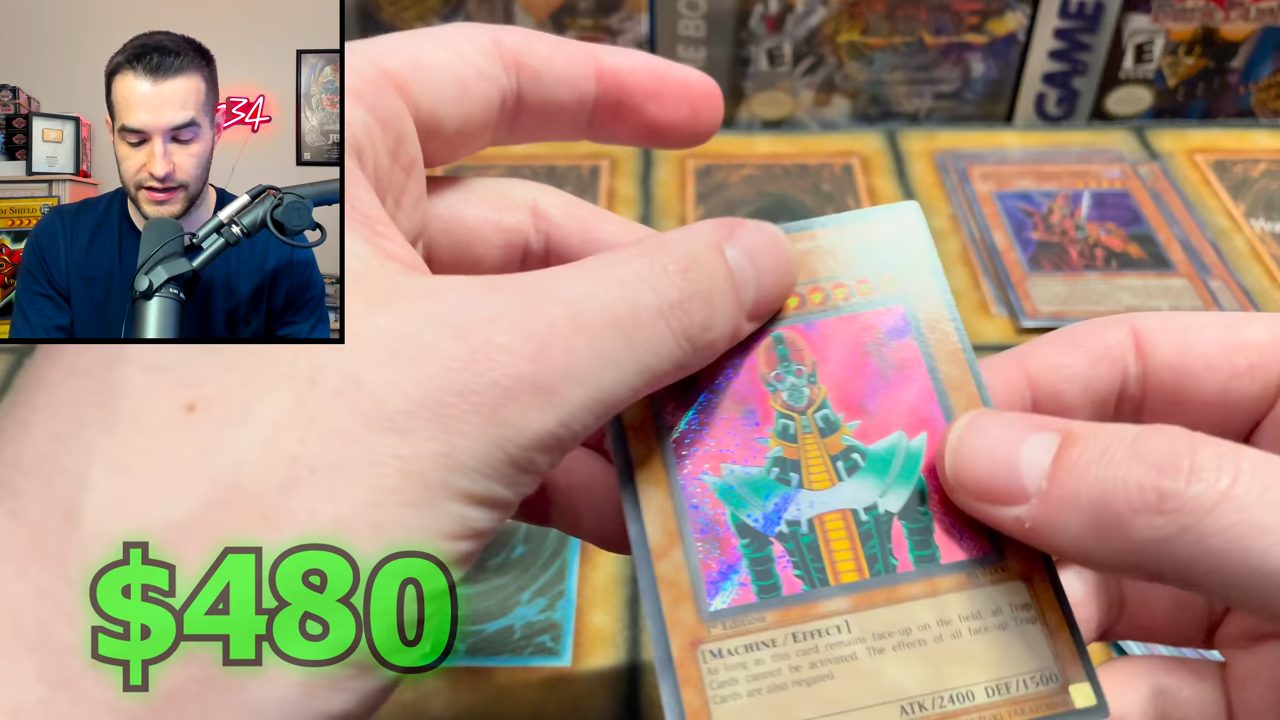 GAME
34
M SHIELD
$480
1st Edition
[MACHINE / EFFECT]
As long as this card remains face-up on the field, all Trap
Cards cannot be activated. The effects of all face-up Trap
Cards are also negated.
ATK/2400 DEF/1500